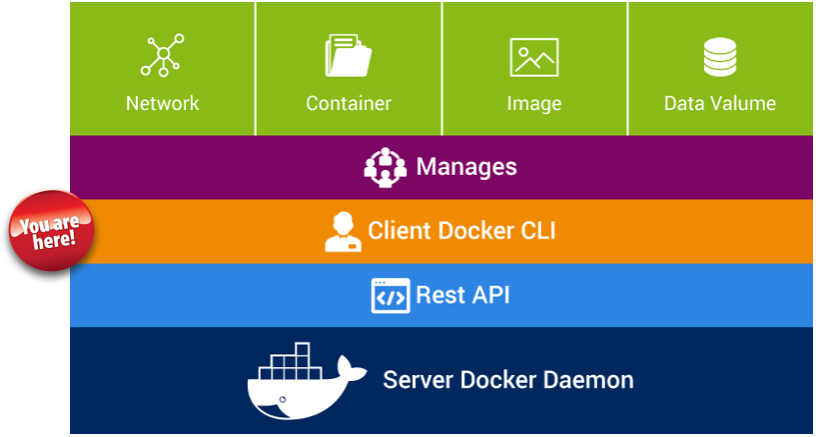 Network
Container
Image
Data Valume
Manages
You are
here!
Client Docker CLI
Rest API
Server Docker Daemon